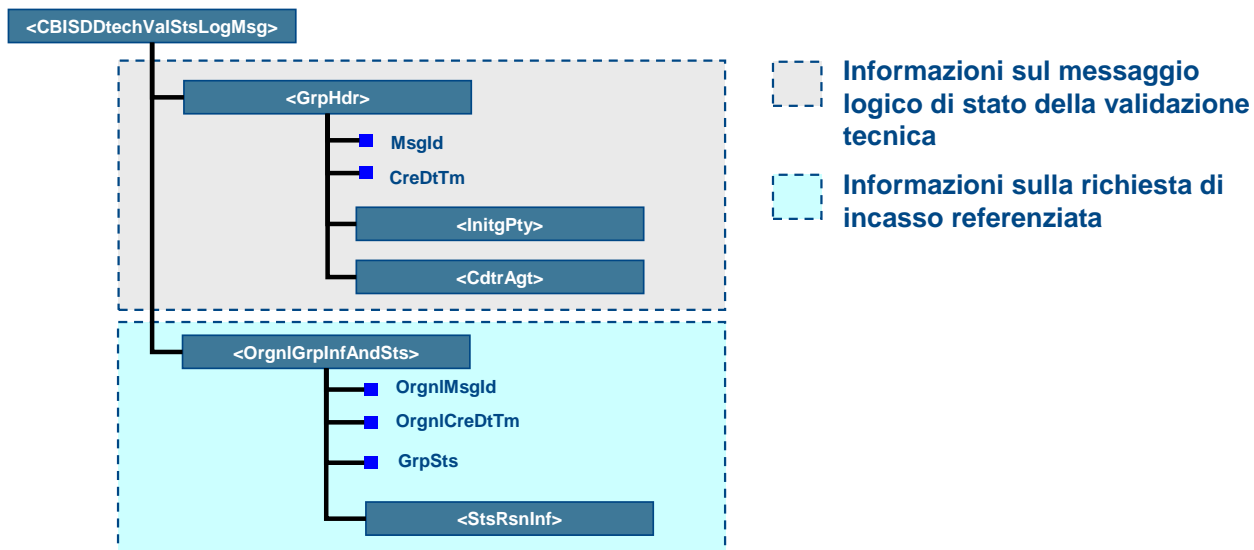 <CBISDDtechValStsLogMsg>
<GrpHdr>
MsgId
CreDtTm
<InitgPty>
<CdtrAgt>
<OrgnlGrpInfAndSts>
OrgnlMsgId
OrgnlCreDtTm
GrpSts
<StsRsnInf>
Informazioni sul messaggio
logico di stato della validazione
tecnica
Informazioni sulla richiesta di
incasso referenziata